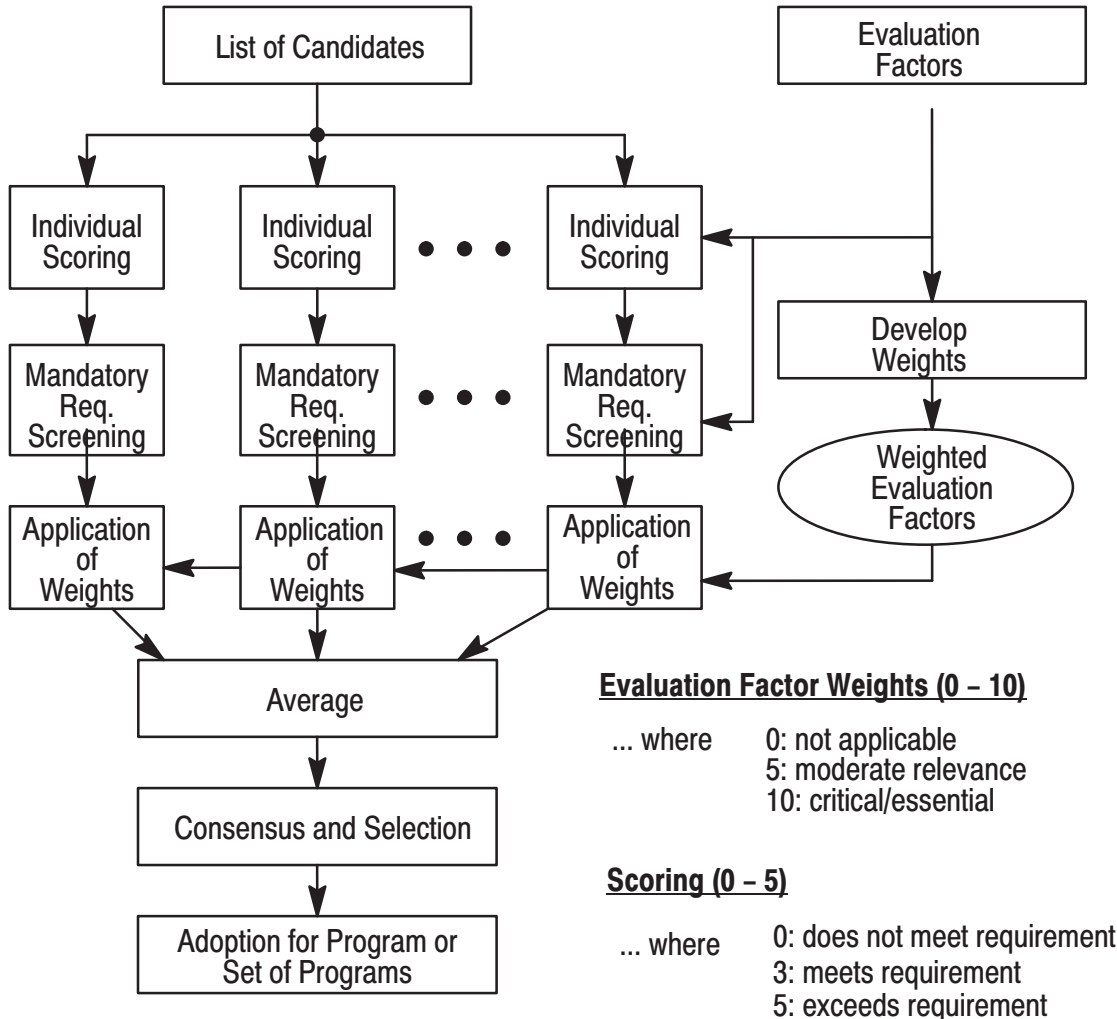 List of Candidates
Evaluation
Factors
Individual
Scoring
Individual
Scoring
Individual
Scoring
Develop
Weights
Mandatory
Req.
Screening
Mandatory
Req.
Screening
Mandatory
Req.
Screening
Weighted
Evaluation
Factors
Application
of
Weights
Application
of
Weights
Application
of
Weights
Average
Consensus and Selection
Adoption for Program or
Set of Programs
Evaluation Factor Weights (0 – 10)
... where 0: not applicable
5: moderate relevance
10: critical/essential
Scoring (0 – 5)
... where 0: does not meet requirement
3: meets requirement
5: exceeds requirement